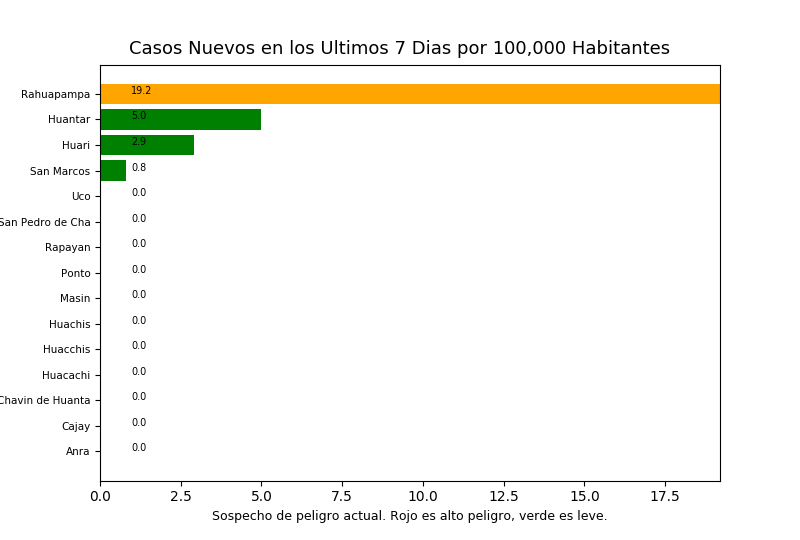 Casos Nuevos en los Ultimos 7 Dias por 100,000 Habitantes
Rahuapampa 19.2
Huantar 5.0
Huari 2.9
San Marcos 0.8
Uco 0.0
San Pedro de Cha 0.0
Rapayan 0.0
Ponto 0.0
Masin 0.0
Huachis 0.0
Huacchis 0.0
Huacachi 0.0
Chavin de Huanta 0.0
Cajay 0.0
Anra 0.0
0.0 2.5 5.0 7.5 10.0 12.5 15.0 17.5
Sospecho de peligro actual. Rojo es alto peligro, verde es leve.